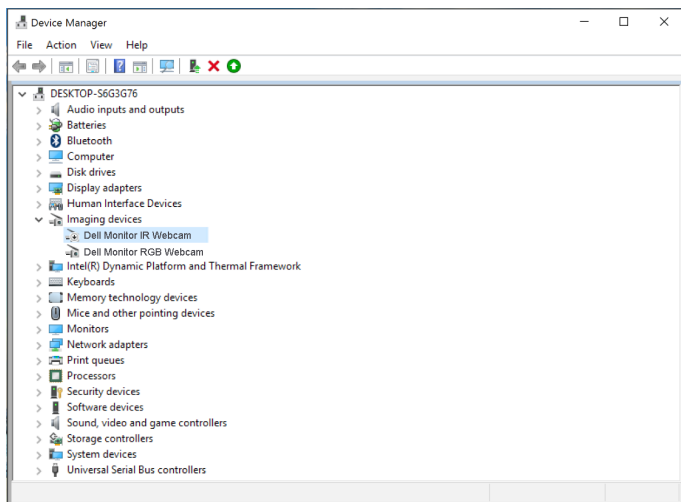 Device Manager
File Action View Help
DESKTOP-S6G3G76
Audio inputs and outputs
Batteries
Bluetooth
Computer
Disk drives
Display adapters
Human Interface Devices
Imaging devices
Dell Monitor IR Webcam
Dell Monitor RGB Webcam
Intel(R) Dynamic Platform and Thermal Framework
Keyboards
Memory technology devices
Mice and other pointing devices
Monitors
Network adapters
Print queues
Processors
Security devices
Software devices
Sound, video and game controllers
Storage controllers
System devices
Universal Serial Bus controllers